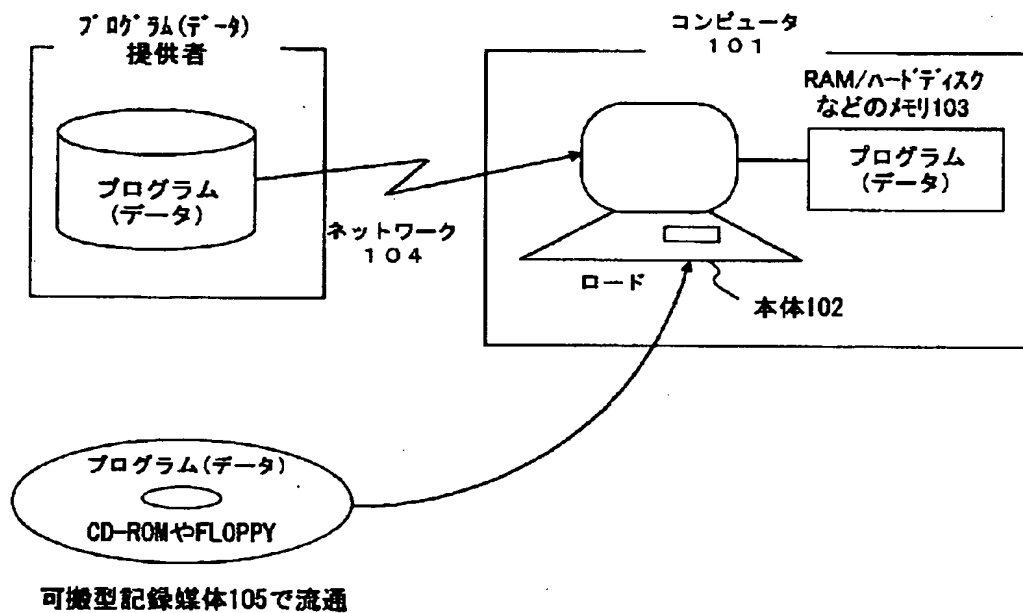 プログラム(データ)
提供者
プログラム
(データ)
ネットワーク
104
コンピュータ
101
RAM/ハードディスク
などのメモリ103
プログラム
(データ)
ロード
本体102
プログラム(データ)
CD-ROMやFLOPPY
可搬型記録媒体105で流通